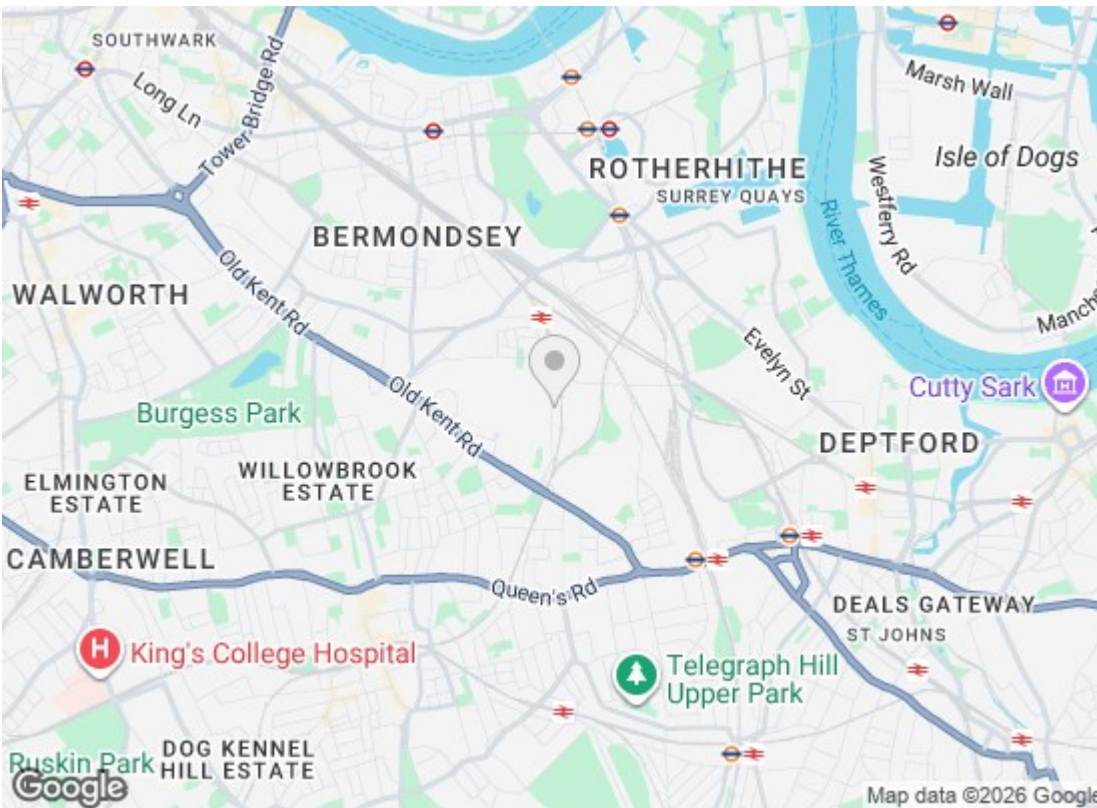 SOUTHWARK
Long Ln
Tower Bridge Rd
Marsh Wall
ROTHERHITHE
SURREY QUAYS
Isle of Dogs
Westferry Rd
River Thames
BERMONDSEY
Old Kent Rd
WALWORTH
Manch
Evelyn St
Cutty Sark
Old Kent Rd
Burgess Park
DEPTFORD
WILLOWBROOK
ESTATE
ELMINGTON
ESTATE
CAMBERWELL
Queen's Rd
DEALS GATEWAY
ST JOHNS
H
King's College Hospital
Telegraph Hill
Upper Park
Ruskin Park
DOG KENNEL
HILL ESTATE
Google
Map data ©2026 Google